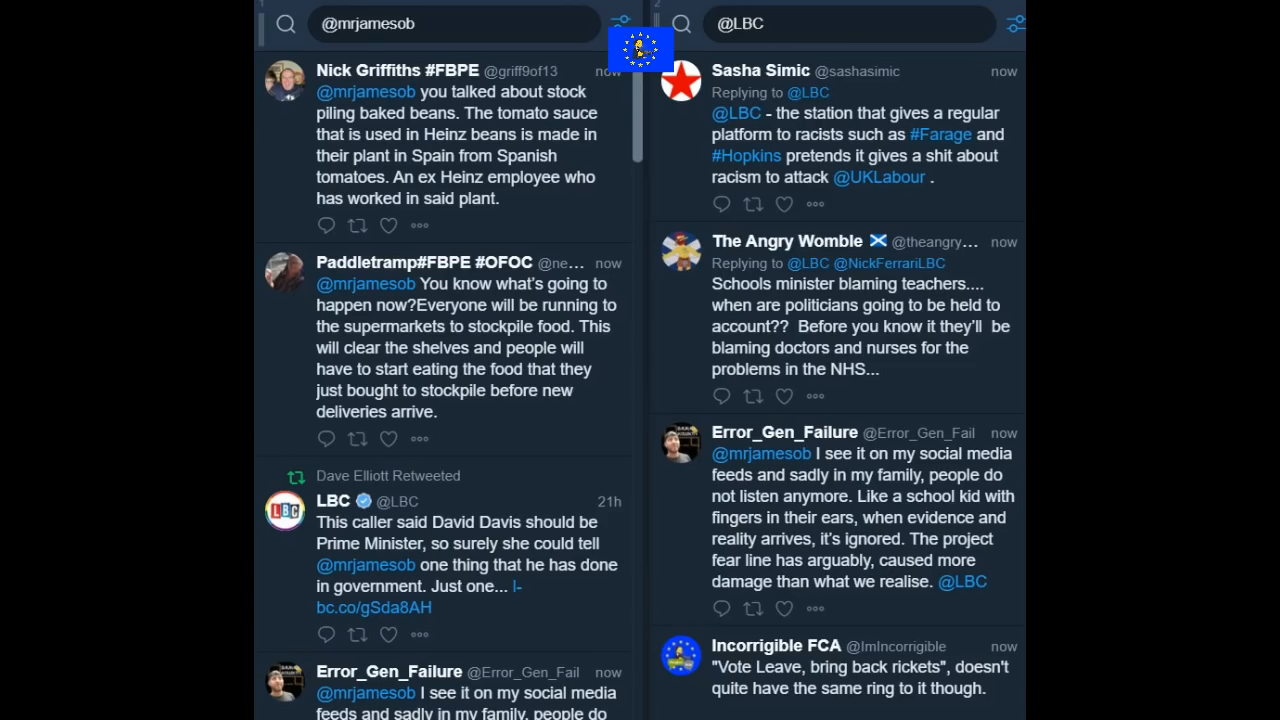 1
@mrjamesob
Nick Griffiths #FBPE @griff9of13 now
@mrjamesob you talked about stock
piling baked beans. The tomato sauce
that is used in Heinz beans is made in
their plant in Spain from Spanish
tomatoes. An ex Heinz employee who
has worked in said plant.
Paddletramp#FBPE #OFOC @ne... now
@mrjamesob You know what's going to
happen now?Everyone will be running to
the supermarkets to stockpile food. This
will clear the shelves and people will
have to start eating the food that they
just bought to stockpile before new
deliveries arrive.
Dave Elliott Retweeted
LBC @LBC 21h
LBC
This caller said David Davis should be
Prime Minister, so surely she could tell
@mrjamesob one thing that he has done
in government. Just one... l-
bc.co/gSda8AH
Error_Gen_Failure @Error_Gen_Fail now
@mrjamesob I see it on my social media
feeds and sadly in my family, people do
2
@LBC
Sasha Simic @sashasimic now
Replying to @LBC
@LBC - the station that gives a regular
platform to racists such as #Farage and
#Hopkins pretends it gives a shit about
racism to attack @UKLabour .
The Angry Womble @theangry... now
Replying to @LBC @NickFerrariLBC
Schools minister blaming teachers....
when are politicians going to be held to
account?? Before you know it they'll be
blaming doctors and nurses for the
problems in the NHS...
Error_Gen_Failure @Error_Gen_Fail now
@mrjamesob I see it on my social media
feeds and sadly in my family, people do
not listen anymore. Like a school kid with
fingers in their ears, when evidence and
reality arrives, it's ignored. The project
fear line has arguably, caused more
damage than what we realise. @LBC
Incorrigible FCA @ImIncorrigible now
"Vote Leave, bring back rickets", doesn't
quite have the same ring to it though.